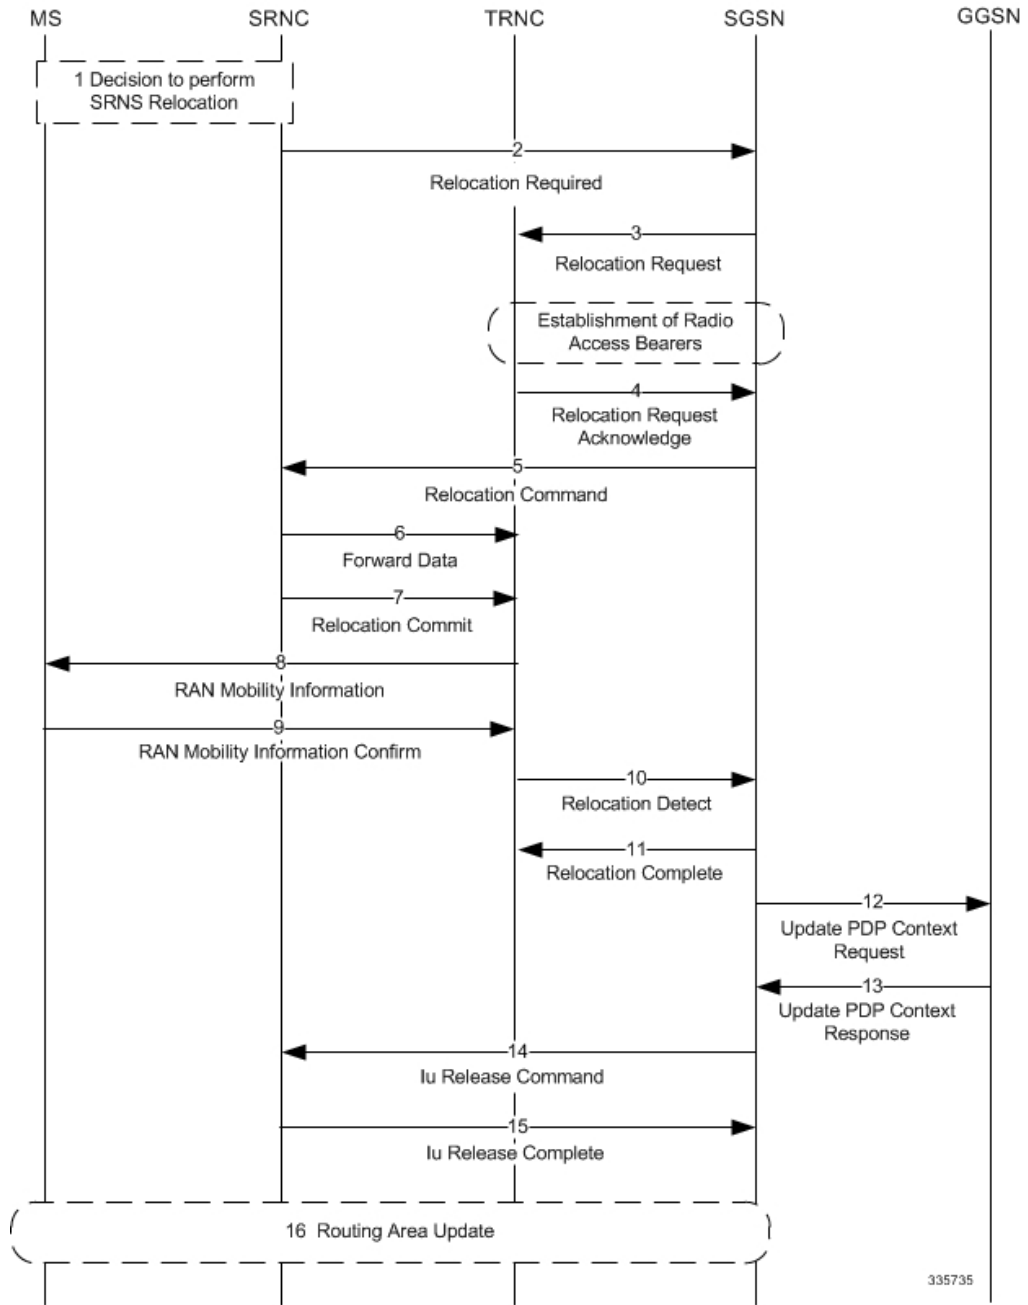 MS SRNC TRNC SGSN GGSN
1 Decision to perform
SRNS Relocation
2
Relocation Required
3
Relocation Request
Establishment of Radio
Access Bearers
4
Relocation Request
Acknowledge
5
Relocation Command
6
Forward Data
7
Relocation Commit
8
RAN Mobility Information
9
RAN Mobility Information Confirm
10
Relocation Detect
11
Relocation Complete
12
Update PDP Context
Request
13
Update PDP Context
Response
14
Iu Release Command
15
Iu Release Complete
16 Routing Area Update
335735